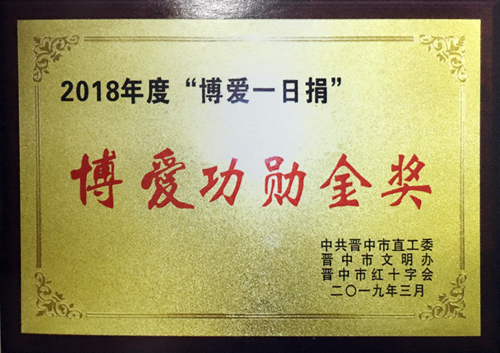 2018年度“博爱一日捐”
博爱功勋金奖
中共晋中市直工委
晋中市文明办
晋中市红十字会
二〇一九年三月